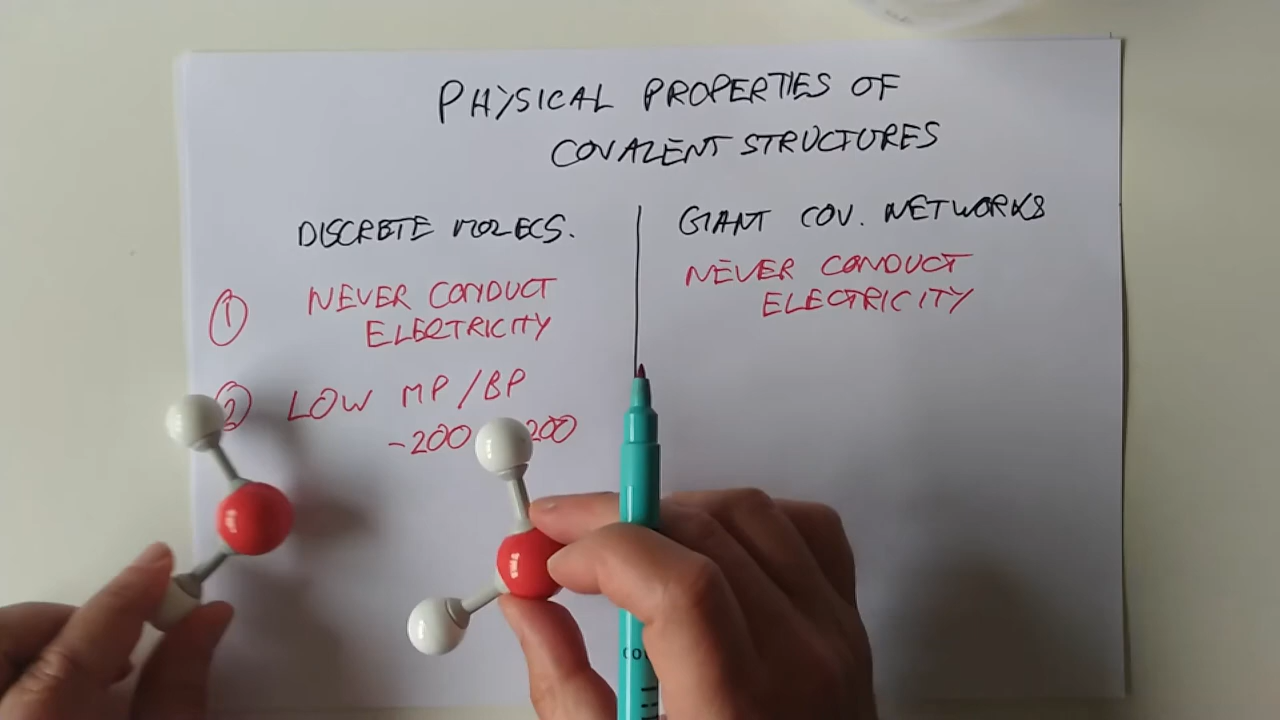 PHYSICAL PROPERTIES OF
COVALENT STRUCTURES
DISCRETE MOLECS.
GIANT COV. NETWORKS
① NEVER CONDUCT
ELECTRICITY
NEVER CONDUCT
ELECTRICITY
② LOW MP/BP
-200 200